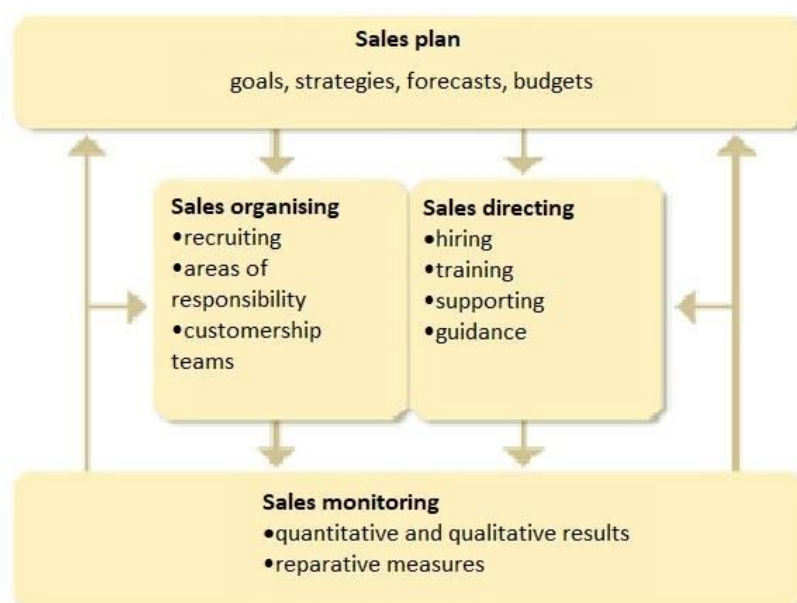 Sales plan
goals, strategies, forecasts, budgets
Sales organising
•recruiting
•areas of
responsibility
•customership
teams
Sales directing
•hiring
•training
•supporting
•guidance
Sales monitoring
•quantitative and qualitative results
•reparative measures